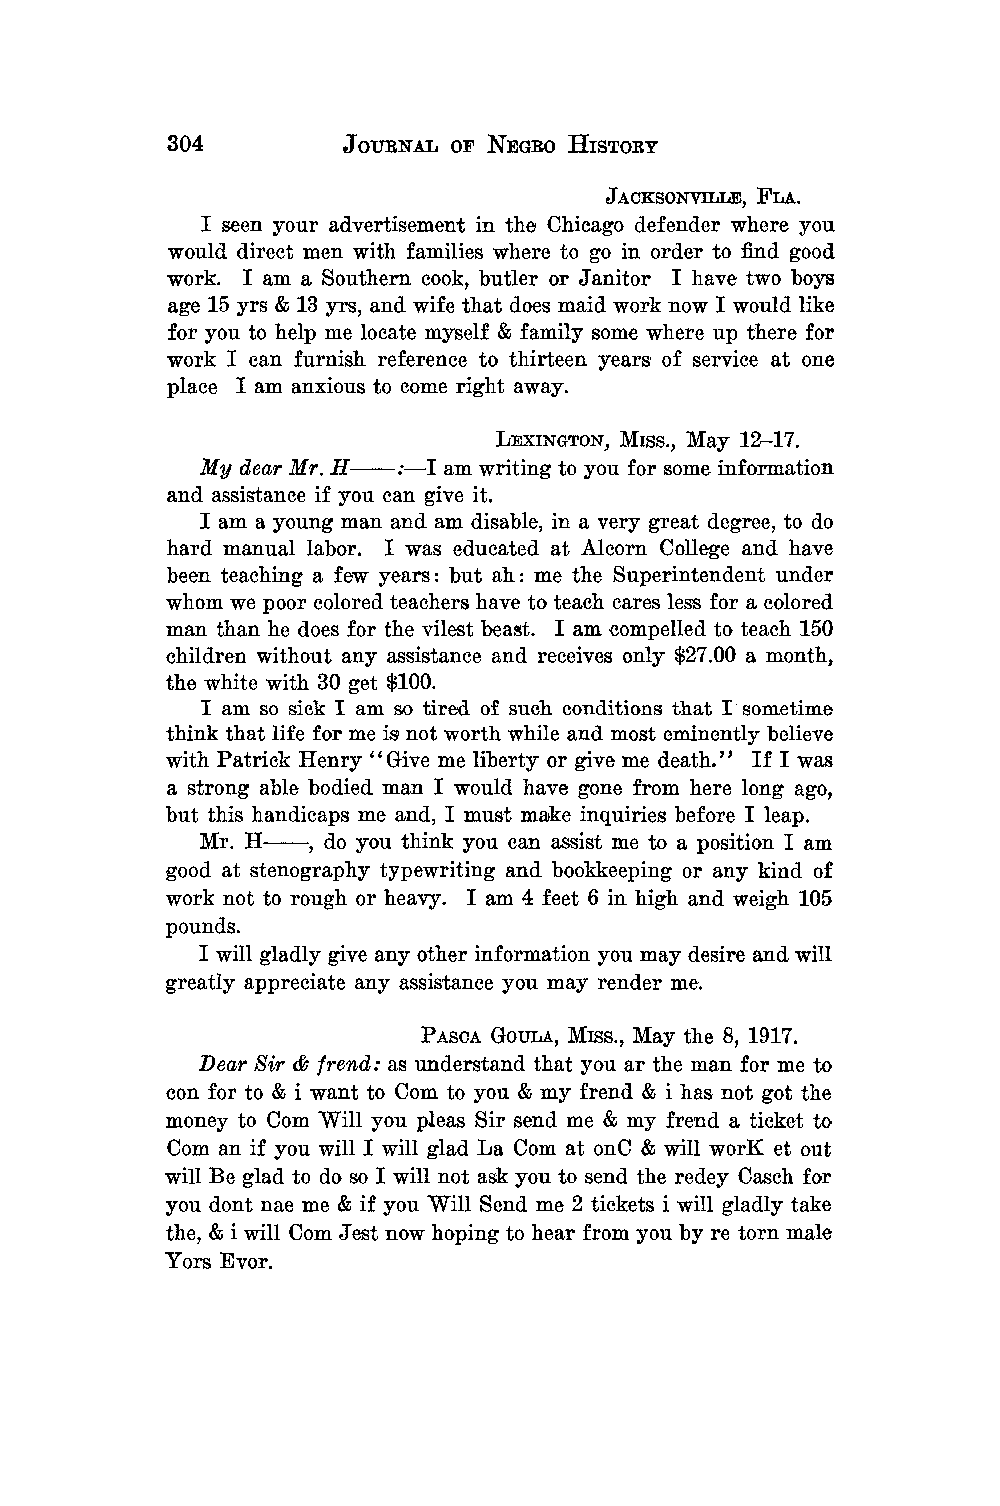 304 JOURNAL OF NEGRO HISTORY
JACKSONVILLE, FLA.
I seen your advertisement in the Chicago defender where you
would direct men with families where to go in order to find good
work. I am a Southern cook, butler or Janitor I have two boys
age 15 yrs & 13 yrs, and wife that does maid work now I would like
for you to help me locate myself & family some where up there for
work I can furnish reference to thirteen years of service at one
place I am anxious to come right away.
LEXINGTON, MISS., May 12–17.
My dear Mr. H——:—I am writing to you for some information
and assistance if you can give it.
I am a young man and am disable, in a very great degree, to do
hard manual labor. I was educated at Alcorn College and have
been teaching a few years: but ah: me the Superintendent under
whom we poor colored teachers have to teach cares less for a colored
man than he does for the vilest beast. I am compelled to teach 150
children without any assistance and receives only $27.00 a month,
the white with 30 get $100.
I am so sick I am so tired of such conditions that I sometime
think that life for me is not worth while and most eminently believe
with Patrick Henry “Give me liberty or give me death.” If I was
a strong able bodied man I would have gone from here long ago,
but this handicaps me and, I must make inquiries before I leap.
Mr. H——, do you think you can assist me to a position I am
good at stenography typewriting and bookkeeping or any kind of
work not to rough or heavy. I am 4 feet 6 in high and weigh 105
pounds.
I will gladly give any other information you may desire and will
greatly appreciate any assistance you may render me.
PASCA GOULA, MISS., May the 8, 1917.
Dear Sir & frend: as understand that you ar the man for me to
con for to & i want to Com to you & my frend & i has not got the
money to Com Will you pleas Sir send me & my frend a ticket to
Com an if you will I will glad La Com at onC & will worK et out
will Be glad to do so I will not ask you to send the redey Casch for
you dont nae me & if you Will Send me 2 tickets i will gladly take
the, & i will Com Jest now hoping to hear from you by re torn male
Yors Evor.